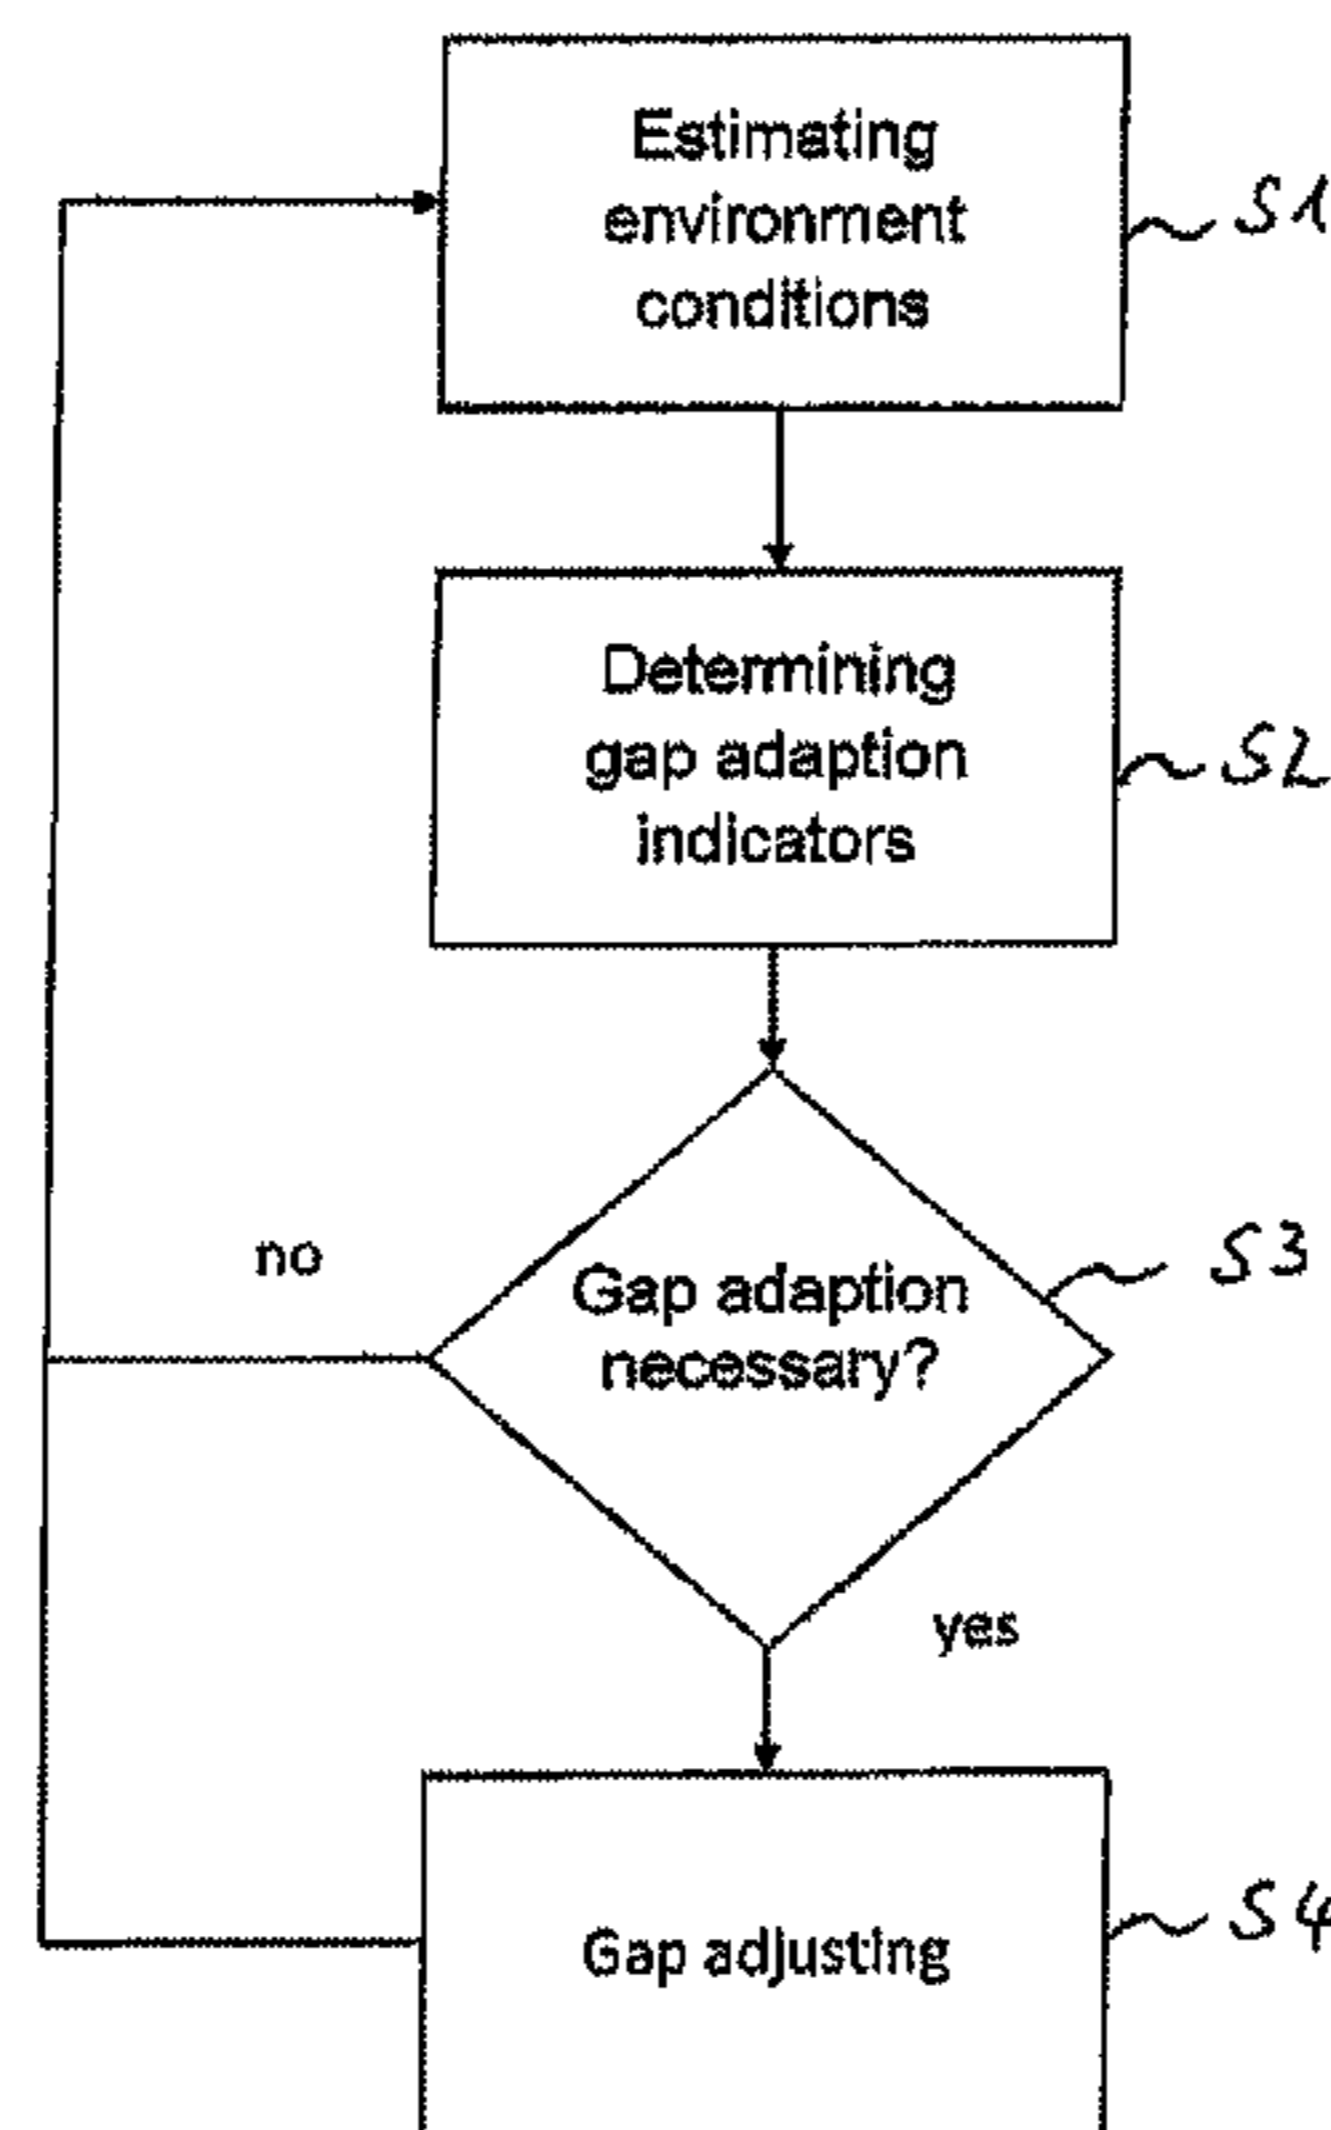 Estimating
environment
conditions
S1
Determining
gap adaption
indicators
S2
no
Gap adaption
necessary?
S3
yes
Gap adjusting
S4